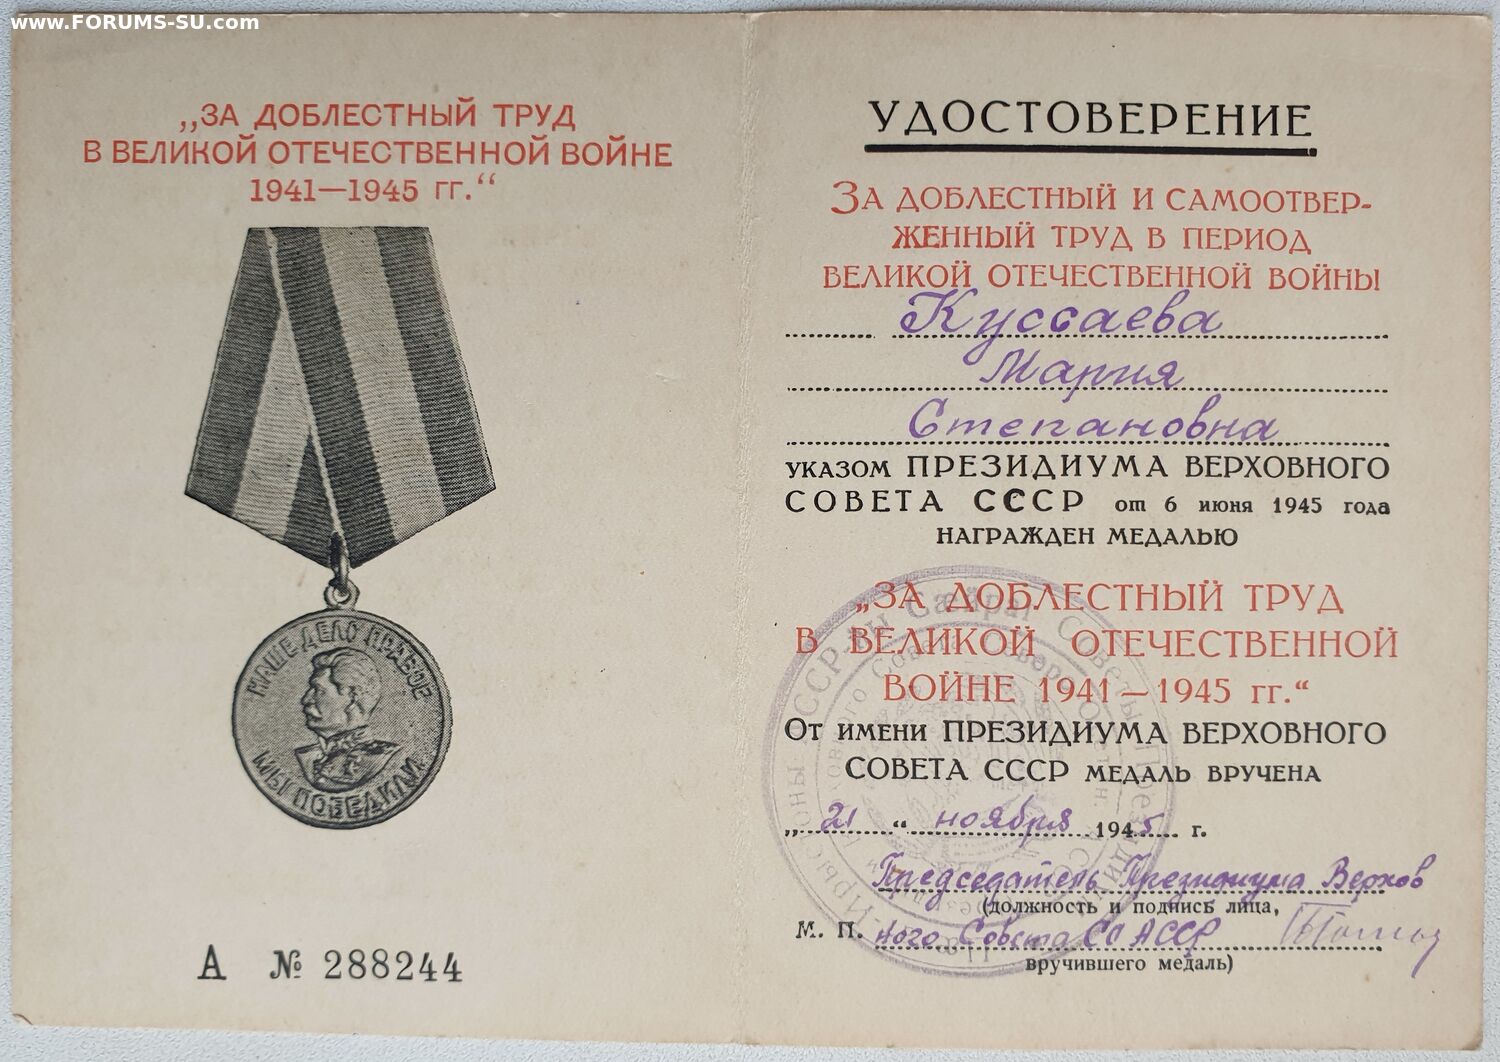 www.FORUMS-SU.com
„ЗА ДОБЛЕСТНЫЙ ТРУД
В ВЕЛИКОЙ ОТЕЧЕСТВЕННОЙ ВОЙНЕ
1941—1945 гг.“
НАШЕ ДЕЛО ПРАВОЕ
МЫ ПОБЕДИЛИ
А № 288244
УДОСТОВЕРЕНИЕ
ЗА ДОБЛЕСТНЫЙ И САМООТВЕР-
ЖЕННЫЙ ТРУД В ПЕРИОД
ВЕЛИКОЙ ОТЕЧЕСТВЕННОЙ ВОЙНЫ
Куссаева
Мария
Степановна
УКАЗОМ ПРЕЗИДИУМА ВЕРХОВНОГО
СОВЕТА СССР от 6 июня 1945 года
НАГРАЖДЕН МЕДАЛЬЮ
„ЗА ДОБЛЕСТНЫЙ ТРУД
В ВЕЛИКОЙ ОТЕЧЕСТВЕННОЙ
ВОЙНЕ 1941—1945 гг.“
ОТ ИМЕНИ ПРЕЗИДИУМА ВЕРХОВНОГО
СОВЕТА СССР МЕДАЛЬ ВРУЧЕНА
„21“ ноября 1945 г.
Председатель Президиума Верхов
(должность и подпись лица,
М. П. ного Совета СО АССР
вручившего медаль)